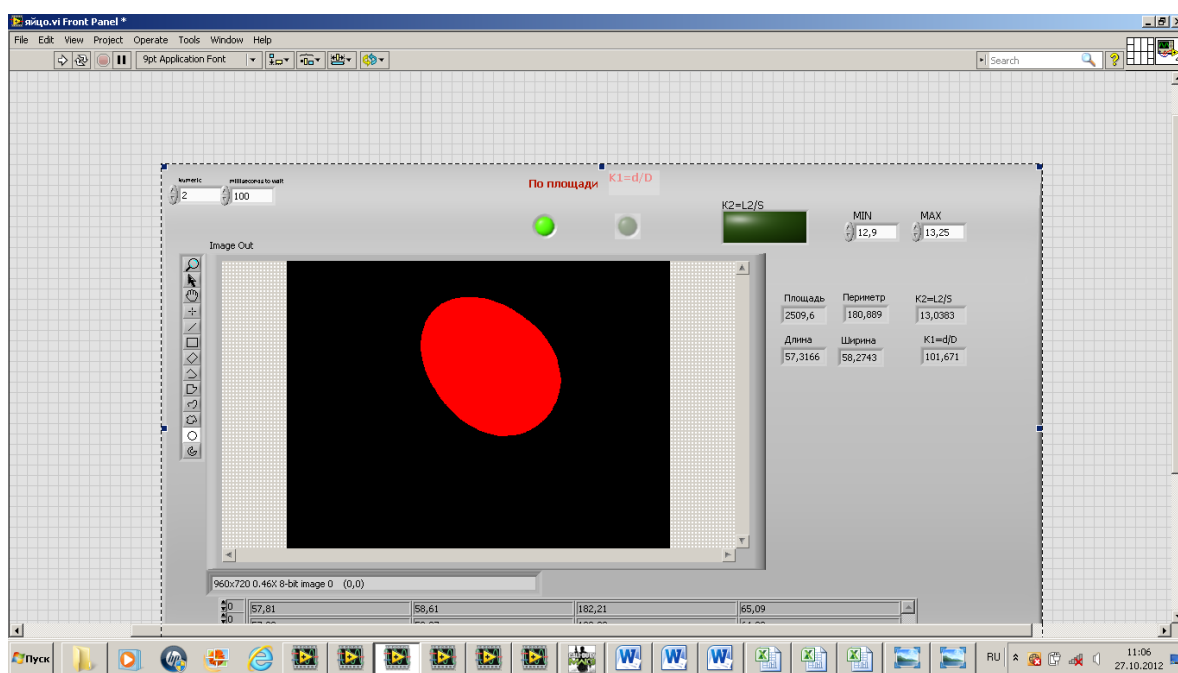 яйцо.vi Front Panel *
File Edit View Project Operate Tools Window Help
9pt Application Font
Search
numeric
milliseconds to wait
2
100
По площади
K1=d/D
K2=L2/S
MIN
MAX
12,9
13,25
Image Out
Площадь
Периметр
K2=L2/S
2509,6
180,889
13,0383
Длина
Ширина
K1=d/D
57,3166
58,2743
101,671
960x720 0.46X 8-bit image 0 (0,0)
0
57,81
58,61
182,21
65,09
0
Пуск
RU
11:06
27.10.2012